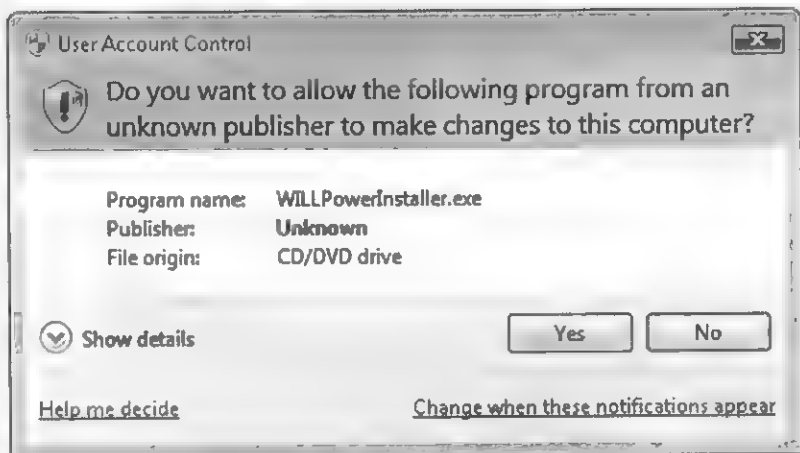 User Account Control
Do you want to allow the following program from an
unknown publisher to make changes to this computer?
Program name: WILLPowerInstaller.exe
Publisher: Unknown
File origin: CD/DVD drive
Show details
Yes No
Help me decide Change when these notifications appear